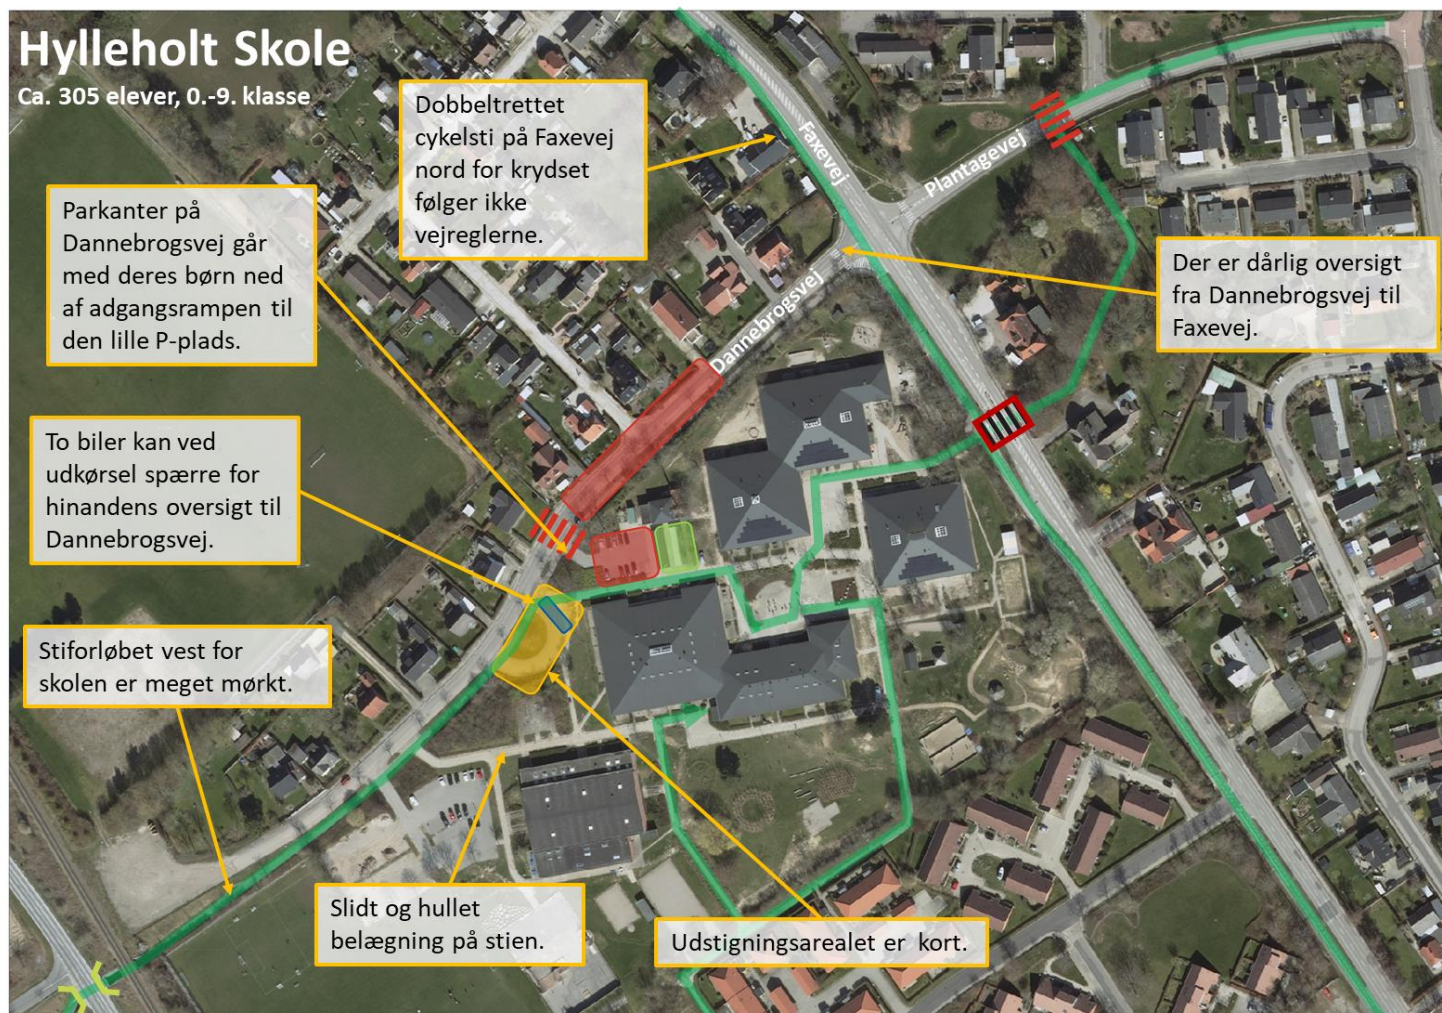 Hylleholt Skole
Ca. 305 elever, 0.-9. klasse
Dobbeltrettet
cykelsti på Faxevej
nord for krydset
følger ikke
vejreglerne.
Faxevej
Plantagevej
Parkanter på
Dannebrogsvej går
med deres børn ned
af adgangsrampen til
den lille P-plads.
Der er dårlig oversigt
fra Dannebrogsvej til
Faxevej.
Dannebrogsvej
To biler kan ved
udkørsel spærre for
hinandens oversigt til
Dannebrogsvej.
Stiforløbet vest for
skolen er meget mørkt.
Slidt og hullet
belægning på stien.
Udstigningsarealet er kort.